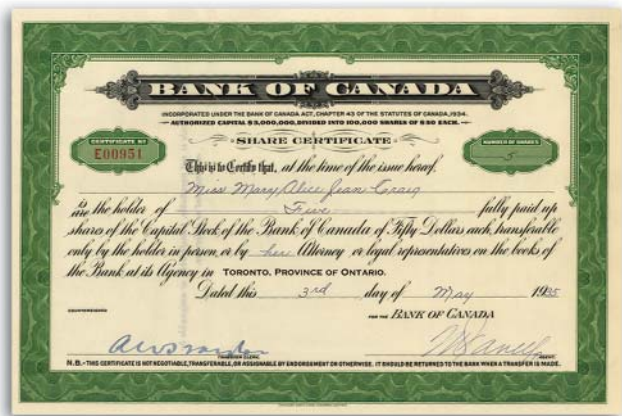 BANK OF CANADA
INCORPORATED UNDER THE BANK OF CANADA ACT, CHAPTER 43 OF THE STATUTES OF CANADA, 1934.
AUTHORIZED CAPITAL $5,000,000, DIVIDED INTO 100,000 SHARES OF $50 EACH.
SHARE CERTIFICATE
CERTIFICATE Nº
E00951
NUMBER OF SHARES
5
This is to Certify that, at the time of the issue hereof,
Miss Mary Alice Jean Craig
is/are the holder of Five fully paid up
shares of the Capital Stock of the Bank of Canada of Fifty Dollars each, transferable
only by the holder in person, or by her Attorney or legal representatives on the books of
the Bank at its Agency in TORONTO, PROVINCE OF ONTARIO.
Dated this 3rd day of May 1935
COUNTERSIGNED
FOR THE BANK OF CANADA
TRANSFER CLERK.
AGENT.
N.B.-THIS CERTIFICATE IS NOT NEGOTIABLE, TRANSFERABLE, OR ASSIGNABLE BY ENDORSEMENT OR OTHERWISE. IT SHOULD BE RETURNED TO THE BANK WHEN A TRANSFER IS MADE.